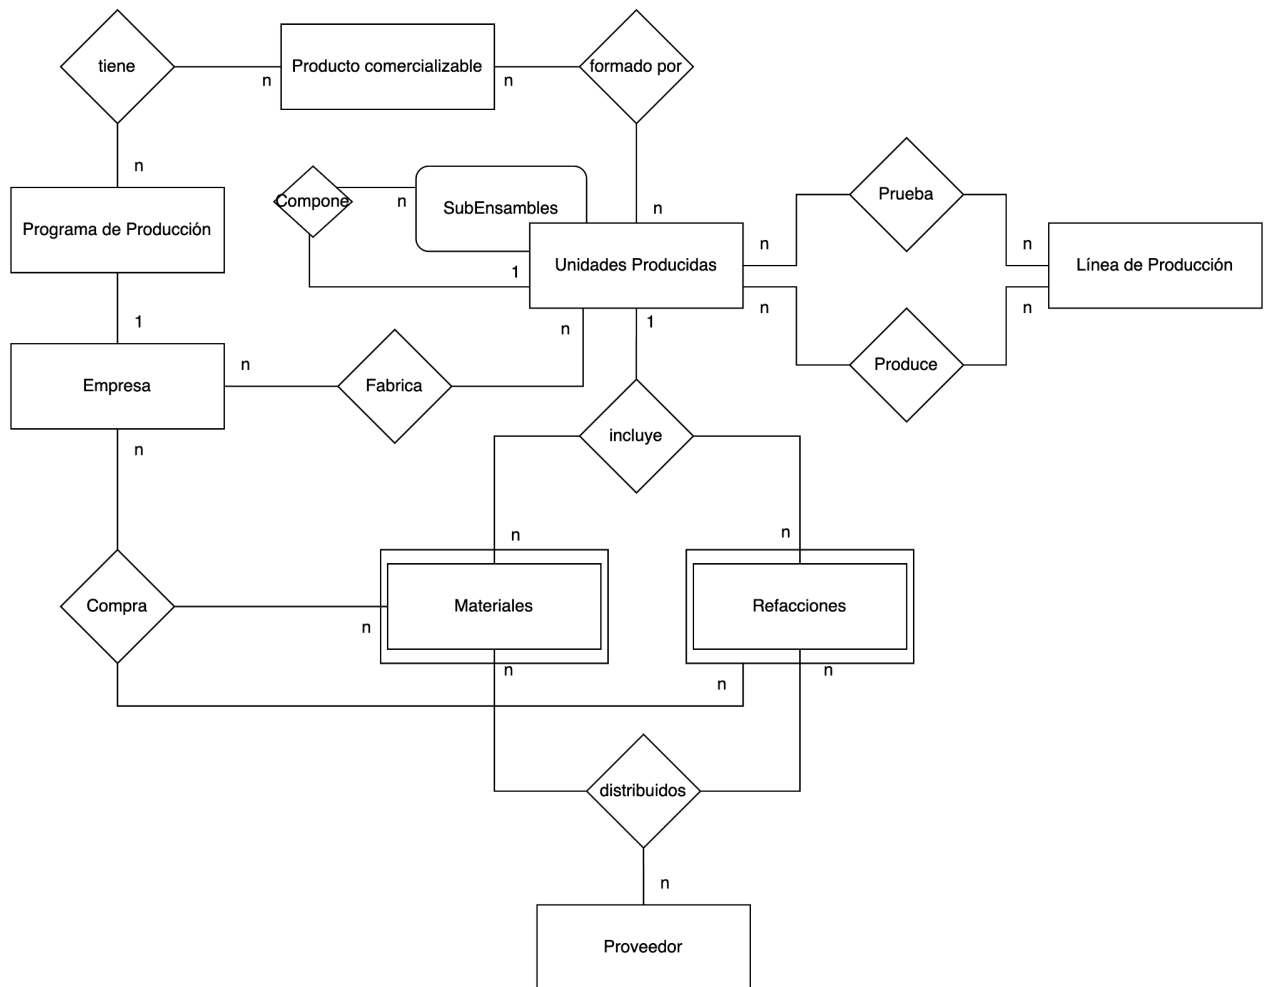 tiene
n
Producto comercializable
n
formado por
n
n
Programa de Producción
Compone
n
SubEnsambles
1
Unidades Producidas
n
n
Prueba
n
n
Línea de Producción
Produce
1
Empresa
n
Fabrica
n
1
incluye
n
n
n
Compra
n
Materiales
n
Refacciones
n
n
distribuidos
n
Proveedor